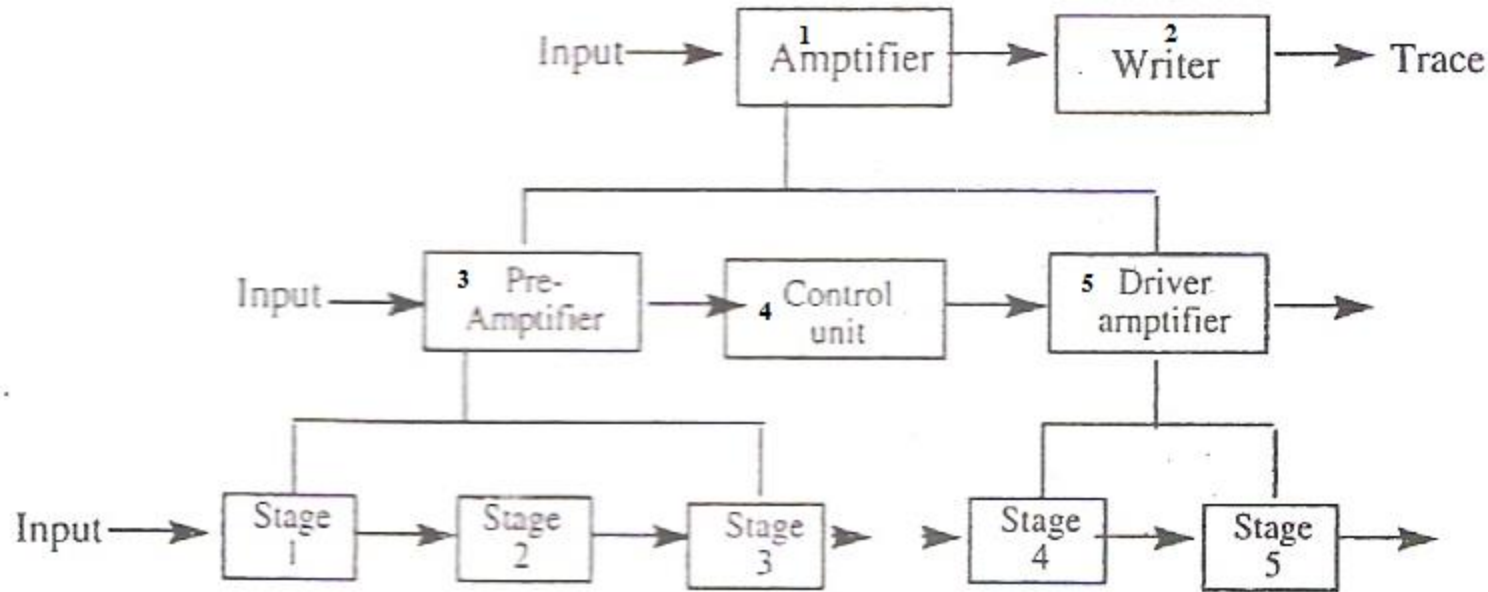 Input
1
Amptifier
2
Writer
Trace
Input
3 Pre-
Amptifier
4 Control
unit
5 Driver
amptifier
Input
Stage
1
Stage
2
Stage
3
Stage
4
Stage
5